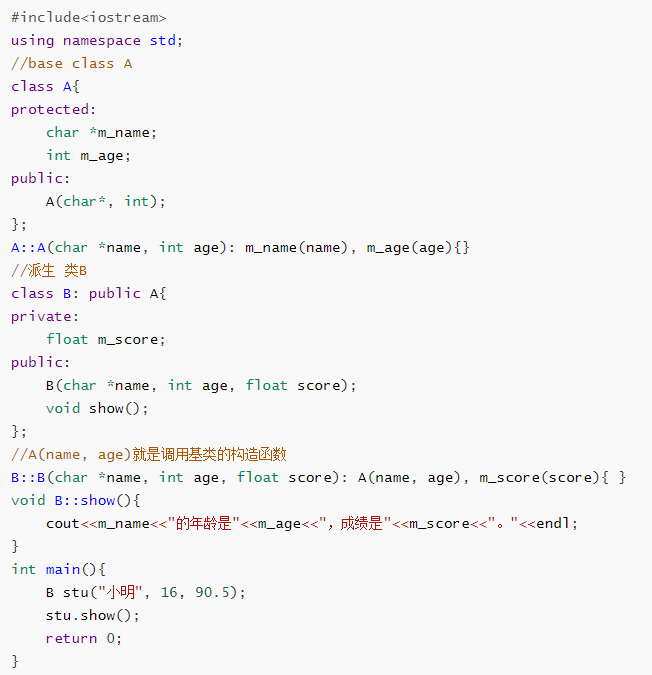 #include<iostream>
using namespace std;
//base class A
class A{
protected:
    char *m_name;
    int m_age;
public:
    A(char*, int);
};
A::A(char *name, int age): m_name(name), m_age(age){}
//派生 类B
class B: public A{
private:
    float m_score;
public:
    B(char *name, int age, float score);
    void show();
};
//A(name, age)就是调用基类的构造函数
B::B(char *name, int age, float score): A(name, age), m_score(score){ }
void B::show(){
    cout<<m_name<<"的年龄是"<<m_age<<"，成绩是"<<m_score<<"。"<<endl;
}
int main(){
    B stu("小明", 16, 90.5);
    stu.show();
    return 0;
}